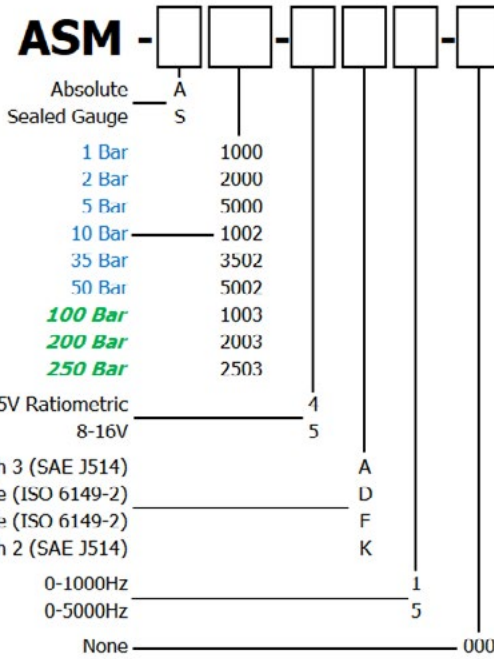 ASM - - -
Absolute A
Sealed Gauge S
1 Bar 1000
2 Bar 2000
5 Bar 5000
10 Bar 1002
35 Bar 3502
50 Bar 5002
100 Bar 1003
200 Bar 2003
250 Bar 2503
5V Ratiometric 4
8-16V 5
3 (SAE J514) A
(ISO 6149-2) D
(ISO 6149-2) F
2 (SAE J514) K
0-1000Hz 1
0-5000Hz 5
None 000